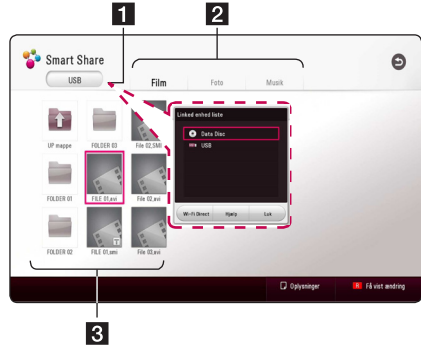 1
2
Smart Share
USB
Film
Foto
Musik
Linked enhed liste
Data Disc
USB
Wi-Fi Direct
Hjælp
Luk
UP mappe
FOLDER 03
File 02,SMI
FOLDER 01
FILE 01,avi
File 02,avi
T
FOLDER 02
FILE 01,smi
File 03,avi
Oplysninger
R Få vist ændring
3